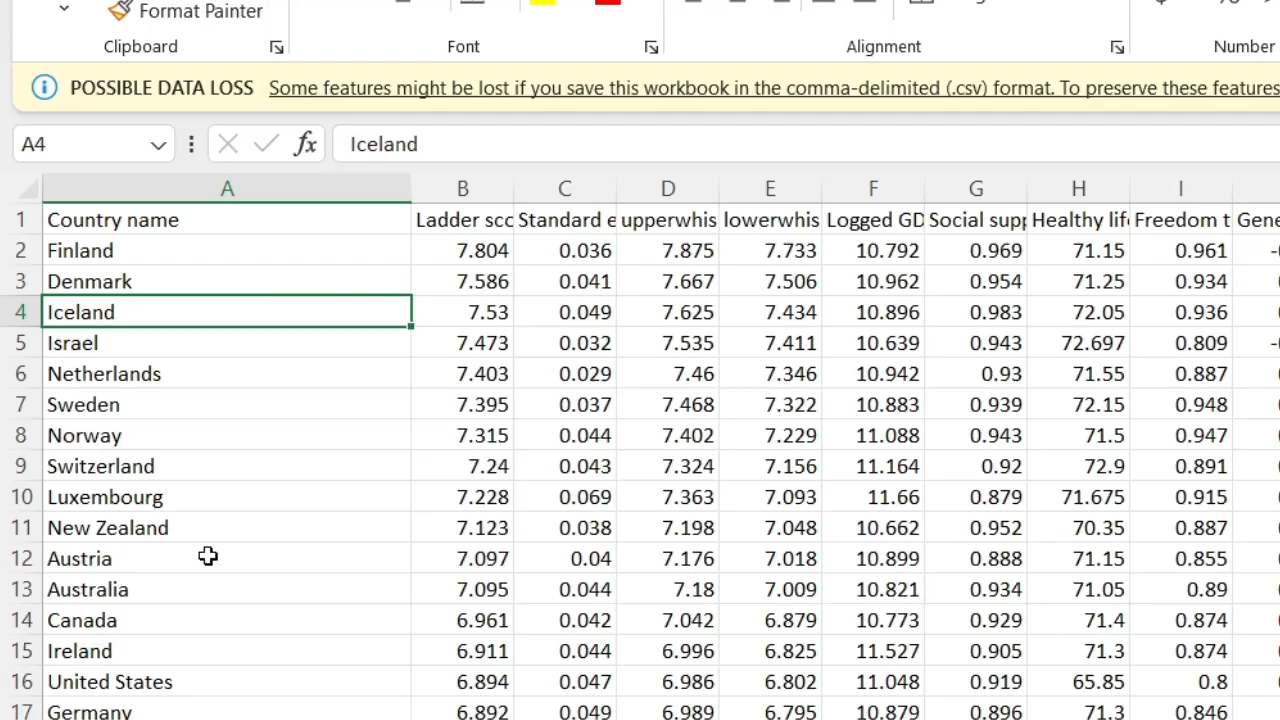 Format Painter
Clipboard Font Alignment Number
POSSIBLE DATA LOSS Some features might be lost if you save this workbook in the comma-delimited (.csv) format. To preserve these features
A4 fx Iceland
A B C D E F G H I
1 Country name Ladder sco Standard e upperwhis lowerwhis Logged GD Social supp Healthy life Freedom t Gene
2 Finland 7.804 0.036 7.875 7.733 10.792 0.969 71.15 0.961
3 Denmark 7.586 0.041 7.667 7.506 10.962 0.954 71.25 0.934
4 Iceland 7.53 0.049 7.625 7.434 10.896 0.983 72.05 0.936
5 Israel 7.473 0.032 7.535 7.411 10.639 0.943 72.697 0.809
6 Netherlands 7.403 0.029 7.46 7.346 10.942 0.93 71.55 0.887
7 Sweden 7.395 0.037 7.468 7.322 10.883 0.939 72.15 0.948
8 Norway 7.315 0.044 7.402 7.229 11.088 0.943 71.5 0.947
9 Switzerland 7.24 0.043 7.324 7.156 11.164 0.92 72.9 0.891
10 Luxembourg 7.228 0.069 7.363 7.093 11.66 0.879 71.675 0.915
11 New Zealand 7.123 0.038 7.198 7.048 10.662 0.952 70.35 0.887
12 Austria 7.097 0.04 7.176 7.018 10.899 0.888 71.15 0.855
13 Australia 7.095 0.044 7.18 7.009 10.821 0.934 71.05 0.89
14 Canada 6.961 0.042 7.042 6.879 10.773 0.929 71.4 0.874
15 Ireland 6.911 0.044 6.996 6.825 11.527 0.905 71.3 0.874
16 United States 6.894 0.047 6.986 6.802 11.048 0.919 65.85 0.8
17 Germany 6.892 0.049 6.989 6.795 10.879 0.896 71.3 0.846